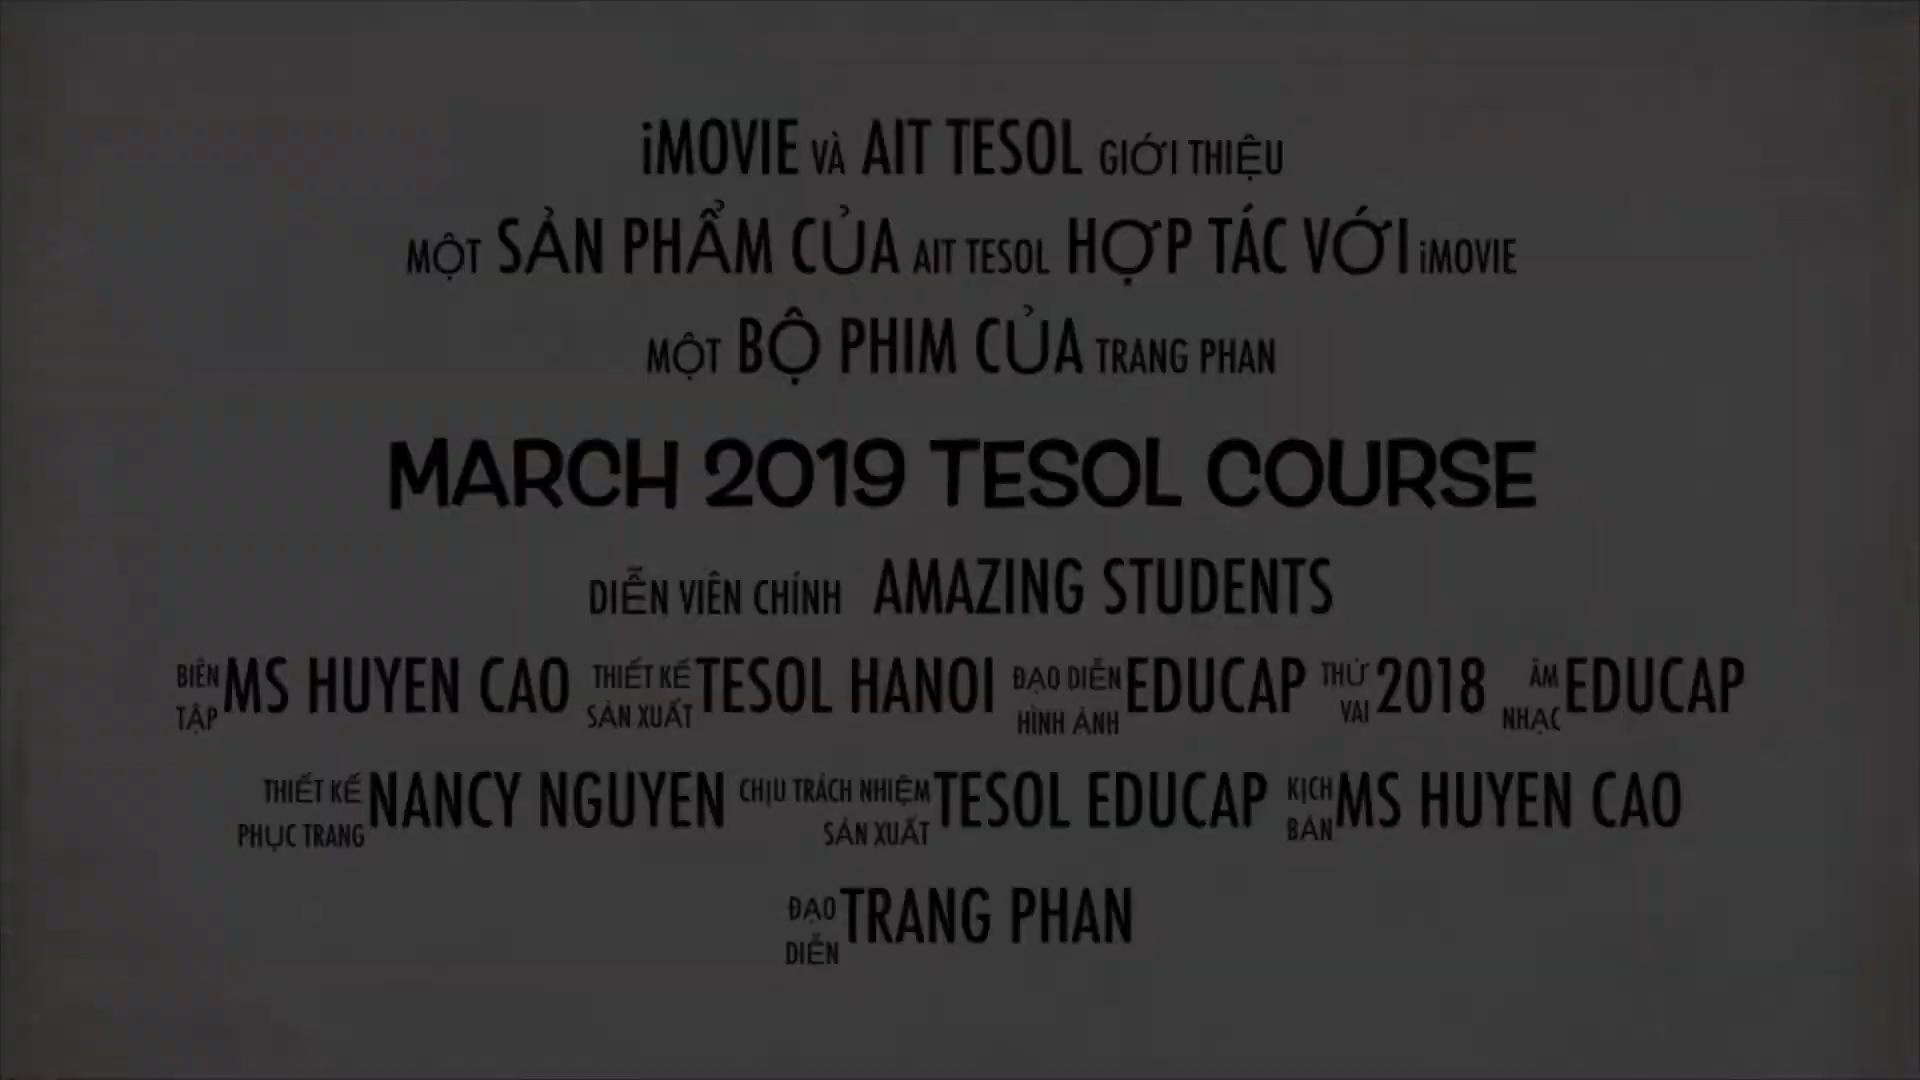 iMOVIE VÀ AIT TESOL GIỚI THIỆU
MỘT SẢN PHẨM CỦA AIT TESOL HỢP TÁC VỚI iMOVIE
MỘT BỘ PHIM CỦA TRANG PHAN
MARCH 2019 TESOL COURSE
DIỄN VIÊN CHÍNH AMAZING STUDENTS
BIÊN TẬP MS HUYEN CAO THIẾT KẾ SẢN XUẤT TESOL HANOI ĐẠO DIỄN HÌNH ẢNH EDUCAP THỬ VAI 2018 ÂM NHẠC EDUCAP
THIẾT KẾ PHỤC TRANG NANCY NGUYEN CHỊU TRÁCH NHIỆM SẢN XUẤT TESOL EDUCAP KỊCH BẢN MS HUYEN CAO
ĐẠO DIỄN TRANG PHAN